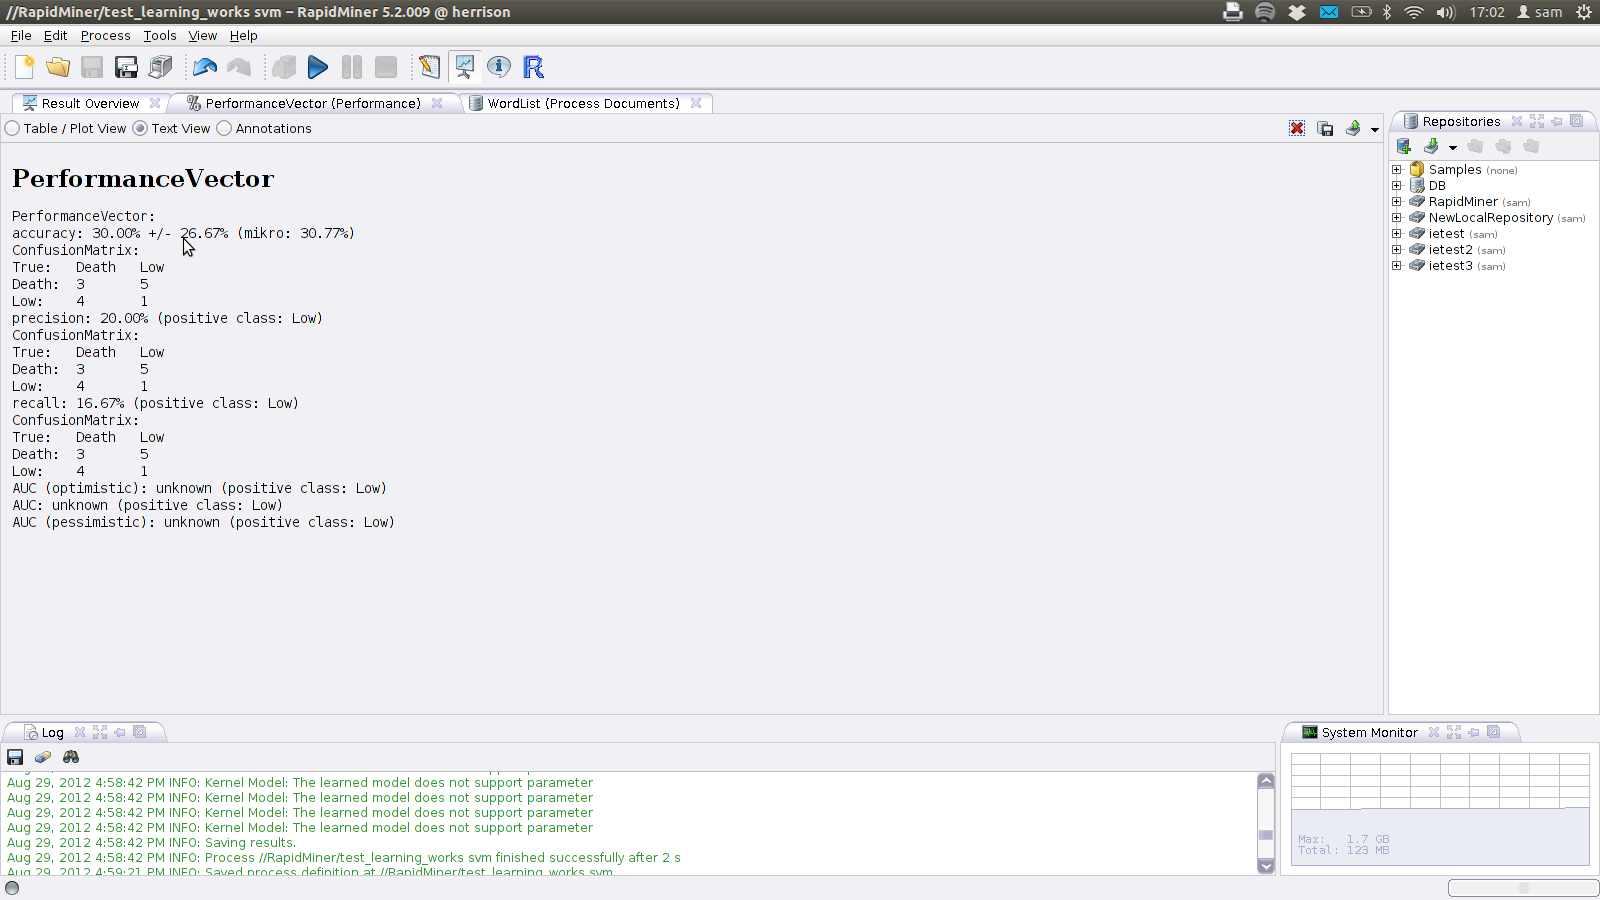 //RapidMiner/test_learning_works svm – RapidMiner 5.2.009 @ herrison
17:02 sam
File Edit Process Tools View Help
Result Overview PerformanceVector (Performance) WordList (Process Documents)
Table / Plot View Text View Annotations
PerformanceVector
PerformanceVector:
accuracy: 30.00% +/- 26.67% (mikro: 30.77%)
ConfusionMatrix:
True: Death Low
Death: 3 5
Low: 4 1
precision: 20.00% (positive class: Low)
ConfusionMatrix:
True: Death Low
Death: 3 5
Low: 4 1
recall: 16.67% (positive class: Low)
ConfusionMatrix:
True: Death Low
Death: 3 5
Low: 4 1
AUC (optimistic): unknown (positive class: Low)
AUC: unknown (positive class: Low)
AUC (pessimistic): unknown (positive class: Low)
Repositories
Samples (none)
DB
RapidMiner (sam)
NewLocalRepository (sam)
ietest (sam)
ietest2 (sam)
ietest3 (sam)
Log
Aug 29, 2012 4:58:42 PM INFO: Kernel Model: The learned model does not support parameter
Aug 29, 2012 4:58:42 PM INFO: Kernel Model: The learned model does not support parameter
Aug 29, 2012 4:58:42 PM INFO: Kernel Model: The learned model does not support parameter
Aug 29, 2012 4:58:42 PM INFO: Kernel Model: The learned model does not support parameter
Aug 29, 2012 4:58:42 PM INFO: Saving results.
Aug 29, 2012 4:58:42 PM INFO: Process //RapidMiner/test_learning_works svm finished successfully after 2 s
Aug 29, 2012 4:59:21 PM INFO: Saved process definition at //RapidMiner/test_learning_works svm.
System Monitor
Max: 1.7 GB
Total: 123 MB